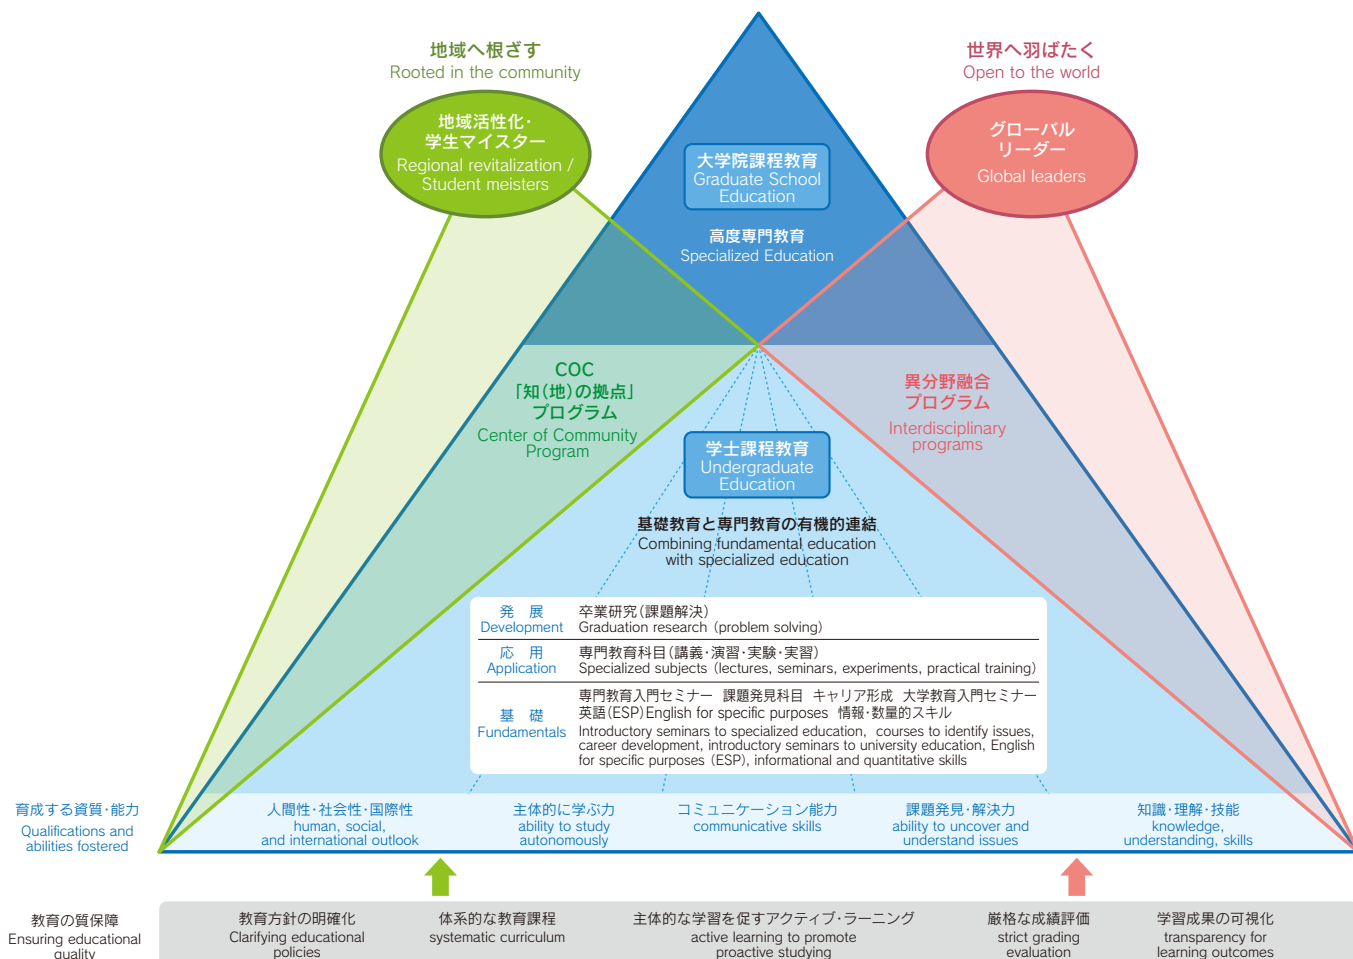 地域へ根ざす
Rooted in the community
世界へ羽ばたく
Open to the world
地域活性化・
学生マイスター
Regional revitalization /
Student meisters
グローバル
リーダー
Global leaders
大学院課程教育
Graduate School
Education
高度専門教育
Specialized Education
COC
「知(地)の拠点」
プログラム
Center of Community
Program
異分野融合
プログラム
Interdisciplinary
programs
学士課程教育
Undergraduate
Education
基礎教育と専門教育の有機的連結
Combining fundamental education
with specialized education
発 展
Development
卒業研究(課題解決)
Graduation research (problem solving)
応 用
Application
専門教育科目(講義・演習・実験・実習)
Specialized subjects (lectures, seminars, experiments, practical training)
基 礎
Fundamentals
専門教育入門セミナー 課題発見科目 キャリア形成 大学教育入門セミナー
英語(ESP)English for specific purposes 情報・数量的スキル
Introductory seminars to specialized education, courses to identify issues,
career development, introductory seminars to university education, English
for specific purposes (ESP), informational and quantitative skills
育成する資質・能力
Qualifications and
abilities fostered
人間性・社会性・国際性
human, social,
and international outlook
主体的に学ぶ力
ability to study
autonomously
コミュニケーション能力
communicative skills
課題発見・解決力
ability to uncover and
understand issues
知識・理解・技能
knowledge,
understanding, skills
教育の質保障
Ensuring educational
quality
教育方針の明確化
Clarifying educational
policies
体系的な教育課程
systematic curriculum
主体的な学習を促すアクティブ・ラーニング
active learning to promote
proactive studying
厳格な成績評価
strict grading
evaluation
学習成果の可視化
transparency for
learning outcomes